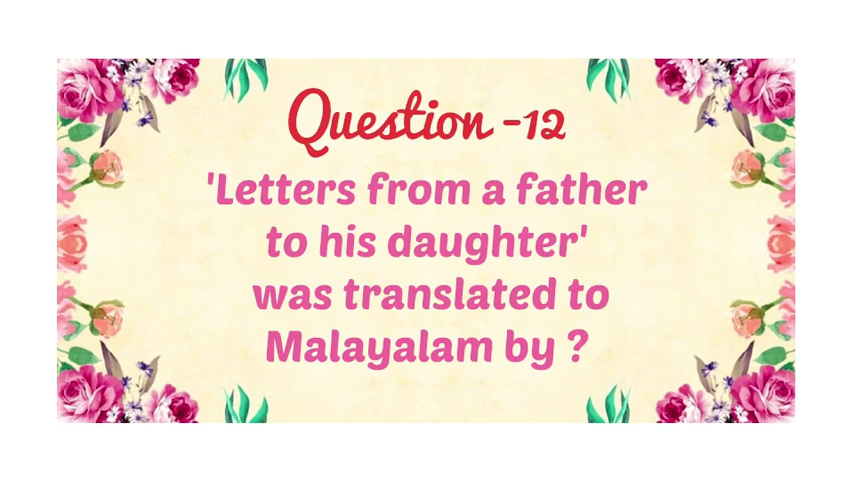 Question -12
'Letters from a father
to his daughter'
was translated to
Malayalam by ?